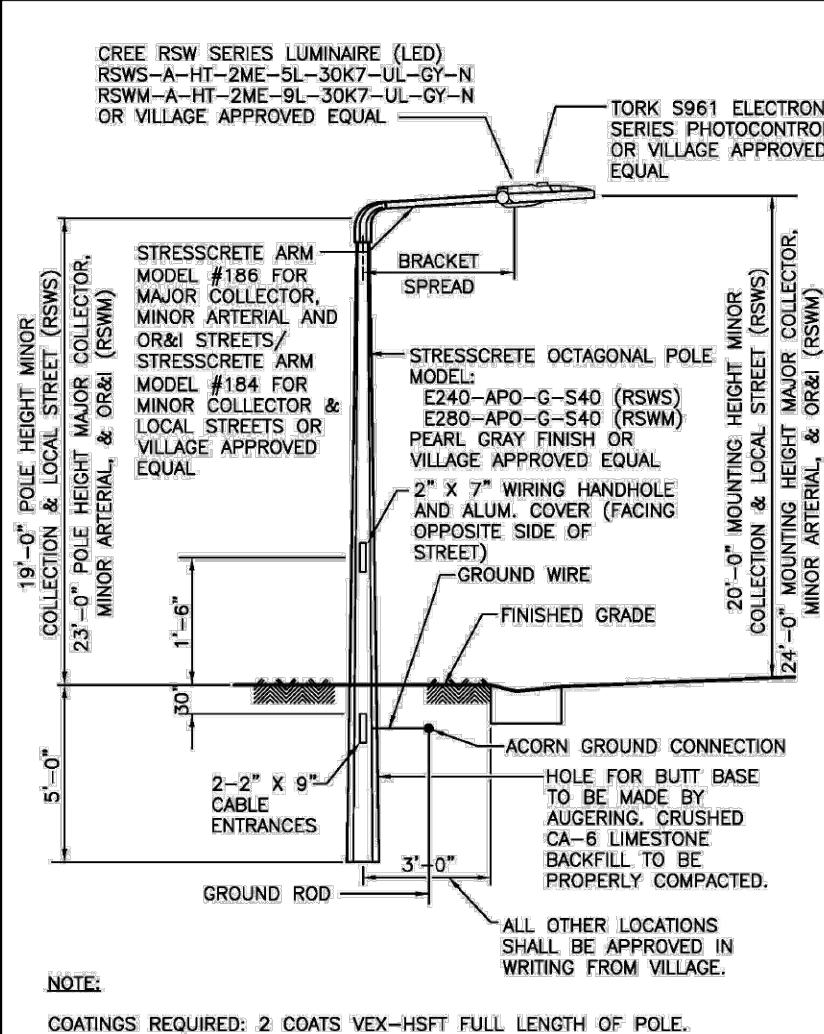 CREE RSW SERIES LUMINAIRE (LED)
RSWS-A-HT-2ME-5L-30K7-UL-GY-N
RSWM-A-HT-2ME-9L-30K7-UL-GY-N
OR VILLAGE APPROVED EQUAL
TORK S961 ELECTRON
SERIES PHOTOCONTRO
OR VILLAGE APPROVED
EQUAL
STRESSCRETE ARM
MODEL #186 FOR
MAJOR COLLECTOR,
MINOR ARTERIAL AND
OR&I STREETS/
STRESSCRETE ARM
MODEL #184 FOR
MINOR COLLECTOR &
LOCAL STREETS OR
VILLAGE APPROVED
EQUAL
BRACKET
SPREAD
19'-0" POLE HEIGHT MINOR
COLLECTION & LOCAL STREET (RSWS)
23'-0" POLE HEIGHT MAJOR COLLECTOR,
MINOR ARTERIAL, & OR&I (RSWM)
STRESSCRETE OCTAGONAL POLE
MODEL:
E240-APO-G-S40 (RSWS)
E280-APO-G-S40 (RSWM)
PEARL GRAY FINISH OR
VILLAGE APPROVED EQUAL
20'-0" MOUNTING HEIGHT MINOR
COLLECTION & LOCAL STREET (RSWS)
24'-0" MOUNTING HEIGHT MAJOR COLLECTOR,
MINOR ARTERIAL, & OR&I (RSWM)
2" X 7" WIRING HANDHOLE
AND ALUM. COVER (FACING
OPPOSITE SIDE OF
STREET)
GROUND WIRE
FINISHED GRADE
1'-6"
30"
5'-0"
ACORN GROUND CONNECTION
2-2" X 9"
CABLE
ENTRANCES
HOLE FOR BUTT BASE
TO BE MADE BY
AUGERING. CRUSHED
CA-6 LIMESTONE
BACKFILL TO BE
PROPERLY COMPACTED.
3'-0"
GROUND ROD
ALL OTHER LOCATIONS
SHALL BE APPROVED IN
WRITING FROM VILLAGE.
NOTE:
COATINGS REQUIRED: 2 COATS VEX-HSFT FULL LENGTH OF POLE.